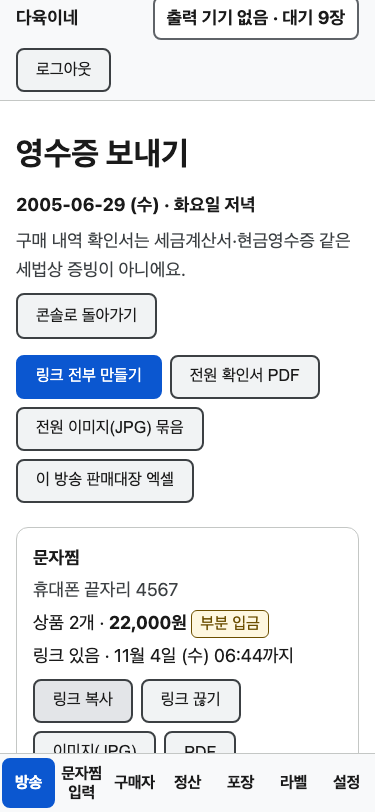 다육이네
출력 기기 없음 · 대기 9장
로그아웃
영수증 보내기
2005-06-29 (수) · 화요일 저녁
구매 내역 확인서는 세금계산서·현금영수증 같은
세법상 증빙이 아니에요.
콘솔로 돌아가기
링크 전부 만들기
전원 확인서 PDF
전원 이미지(JPG) 묶음
이 방송 판매대장 엑셀
문자찜
휴대폰 끝자리 4567
상품 2개 · 22,000원 부분 입금
링크 있음 · 11월 4일 (수) 06:44까지
링크 복사
링크 끊기
이미지(JPG)
PDF
방송
문자찜
입력
구매자
정산
포장
라벨
설정